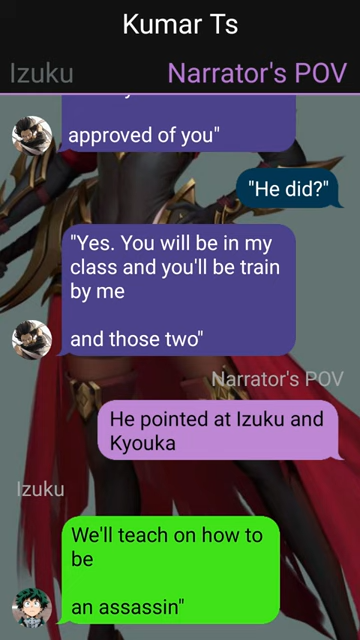 Kumar Ts
Izuku
Narrator's POV
approved of you"
"He did?"
"Yes. You will be in my
class and you'll be train
by me
and those two"
Narrator's POV
He pointed at Izuku and
Kyouka
Izuku
We'll teach on how to
be
an assassin"